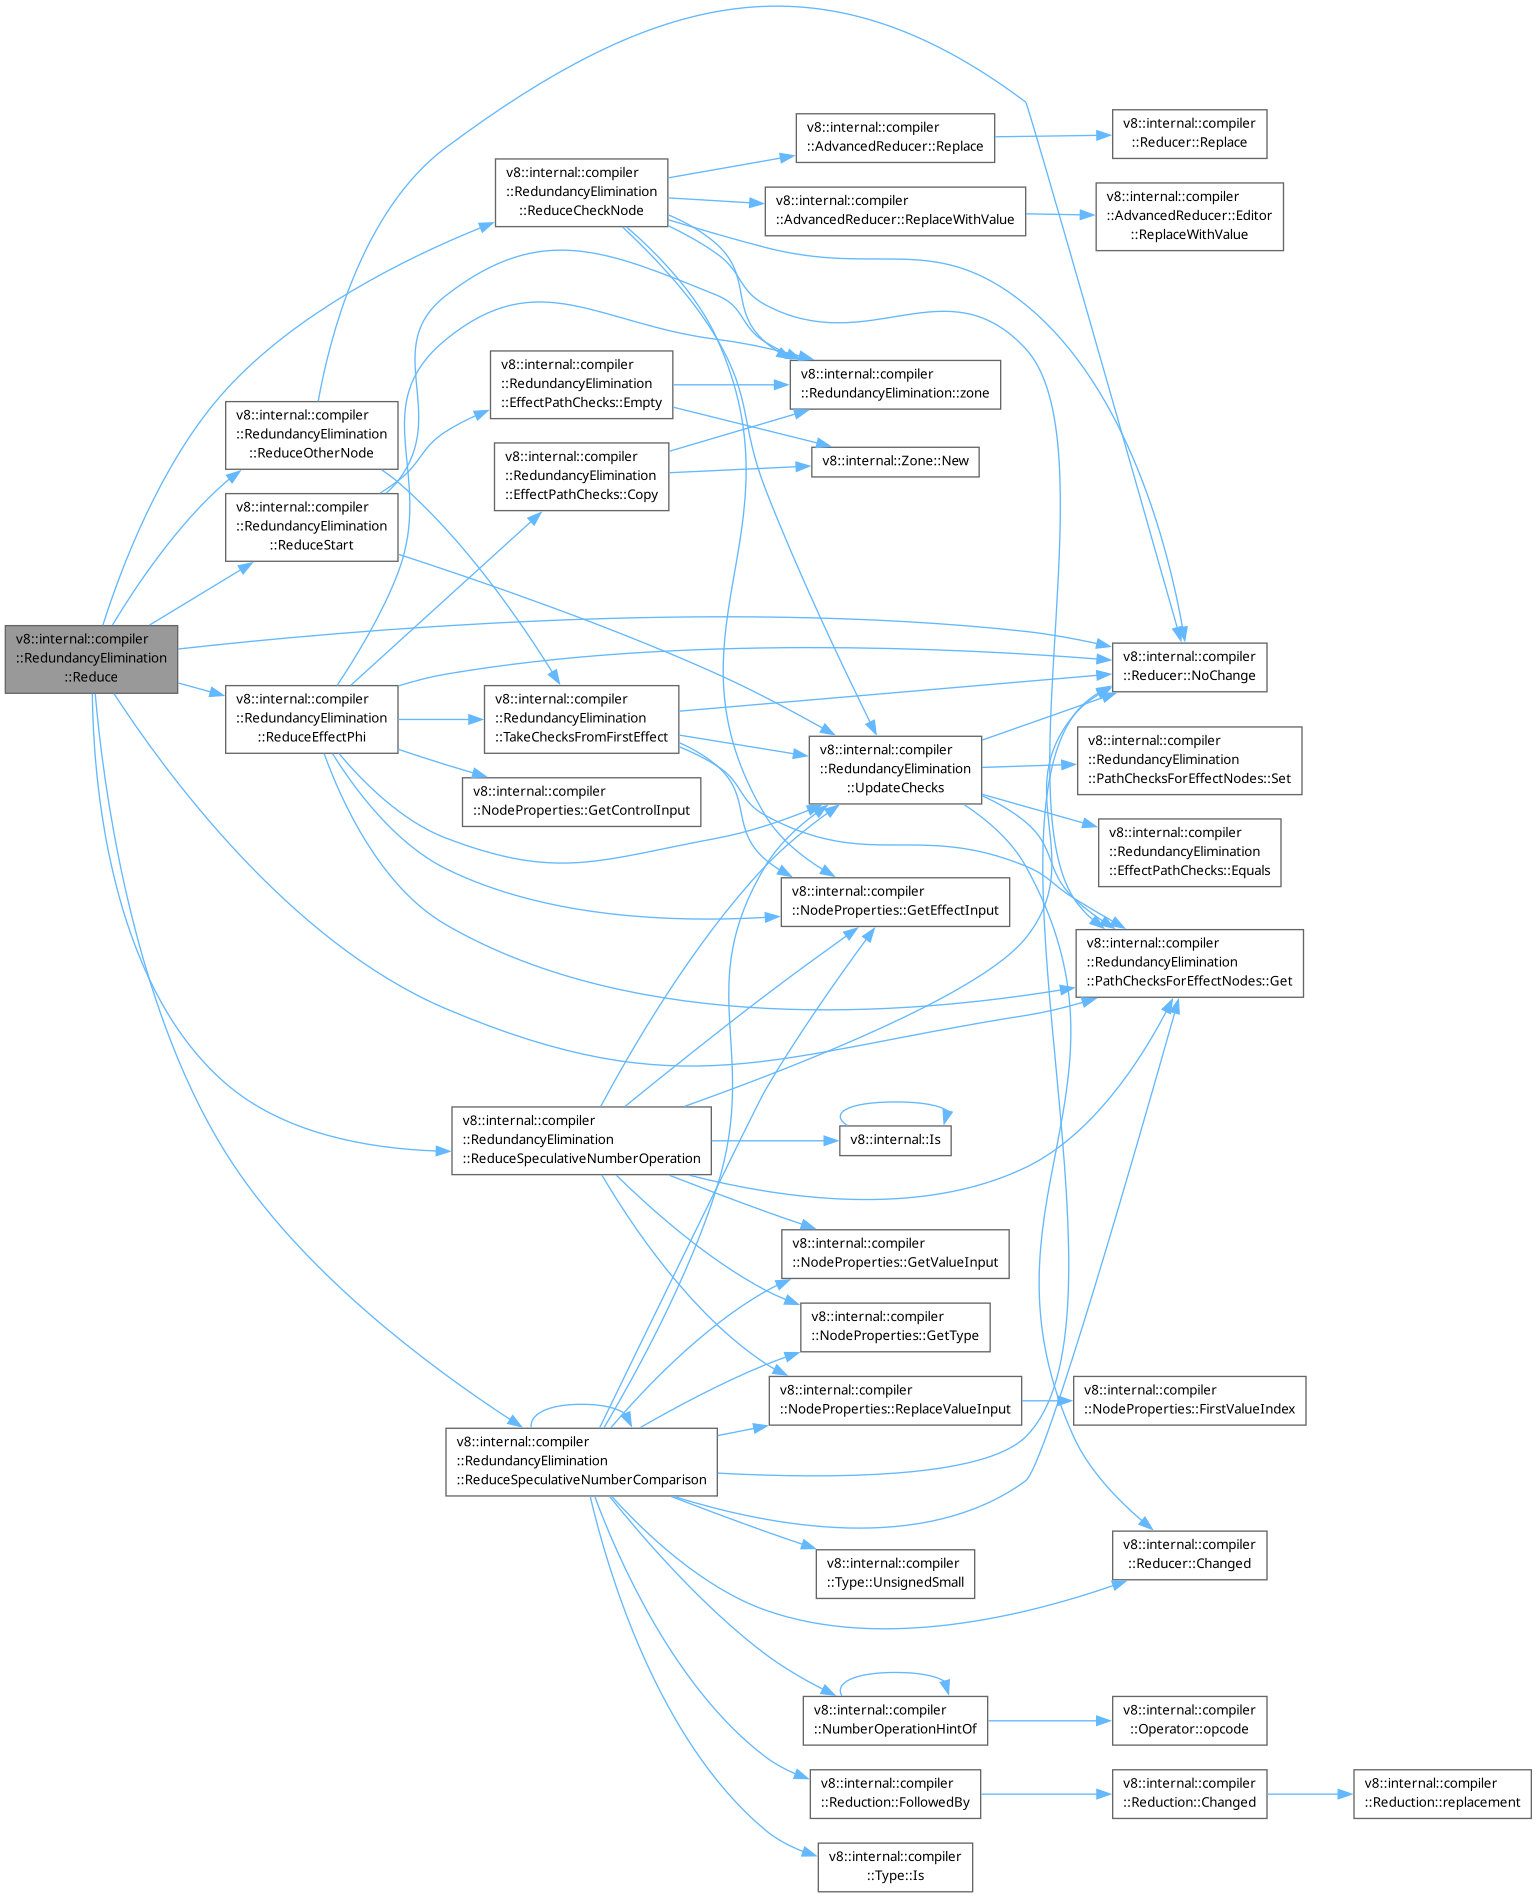 v8::internal::compiler
::RedundancyElimination
::Reduce
v8::internal::compiler
::RedundancyElimination
::ReduceOtherNode
v8::internal::compiler
::RedundancyElimination
::ReduceStart
v8::internal::compiler
::RedundancyElimination
::ReduceEffectPhi
v8::internal::compiler
::RedundancyElimination
::ReduceCheckNode
v8::internal::compiler
::RedundancyElimination
::EffectPathChecks::Empty
v8::internal::compiler
::RedundancyElimination
::EffectPathChecks::Copy
v8::internal::compiler
::RedundancyElimination
::TakeChecksFromFirstEffect
v8::internal::compiler
::NodeProperties::GetControlInput
v8::internal::compiler
::RedundancyElimination
::ReduceSpeculativeNumberOperation
v8::internal::compiler
::RedundancyElimination
::ReduceSpeculativeNumberComparison
v8::internal::compiler
::AdvancedReducer::Replace
v8::internal::compiler
::AdvancedReducer::ReplaceWithValue
v8::internal::compiler
::RedundancyElimination::zone
v8::internal::Zone::New
v8::internal::compiler
::RedundancyElimination
::UpdateChecks
v8::internal::compiler
::NodeProperties::GetEffectInput
v8::internal::Is
v8::internal::compiler
::NodeProperties::GetValueInput
v8::internal::compiler
::NodeProperties::GetType
v8::internal::compiler
::NodeProperties::ReplaceValueInput
v8::internal::compiler
::Type::UnsignedSmall
v8::internal::compiler
::NumberOperationHintOf
v8::internal::compiler
::Reduction::FollowedBy
v8::internal::compiler
::Type::Is
v8::internal::compiler
::Reducer::Replace
v8::internal::compiler
::AdvancedReducer::Editor
::ReplaceWithValue
v8::internal::compiler
::Reducer::NoChange
v8::internal::compiler
::RedundancyElimination
::PathChecksForEffectNodes::Set
v8::internal::compiler
::RedundancyElimination
::EffectPathChecks::Equals
v8::internal::compiler
::RedundancyElimination
::PathChecksForEffectNodes::Get
v8::internal::compiler
::NodeProperties::FirstValueIndex
v8::internal::compiler
::Reducer::Changed
v8::internal::compiler
::Operator::opcode
v8::internal::compiler
::Reduction::Changed
v8::internal::compiler
::Reduction::replacement